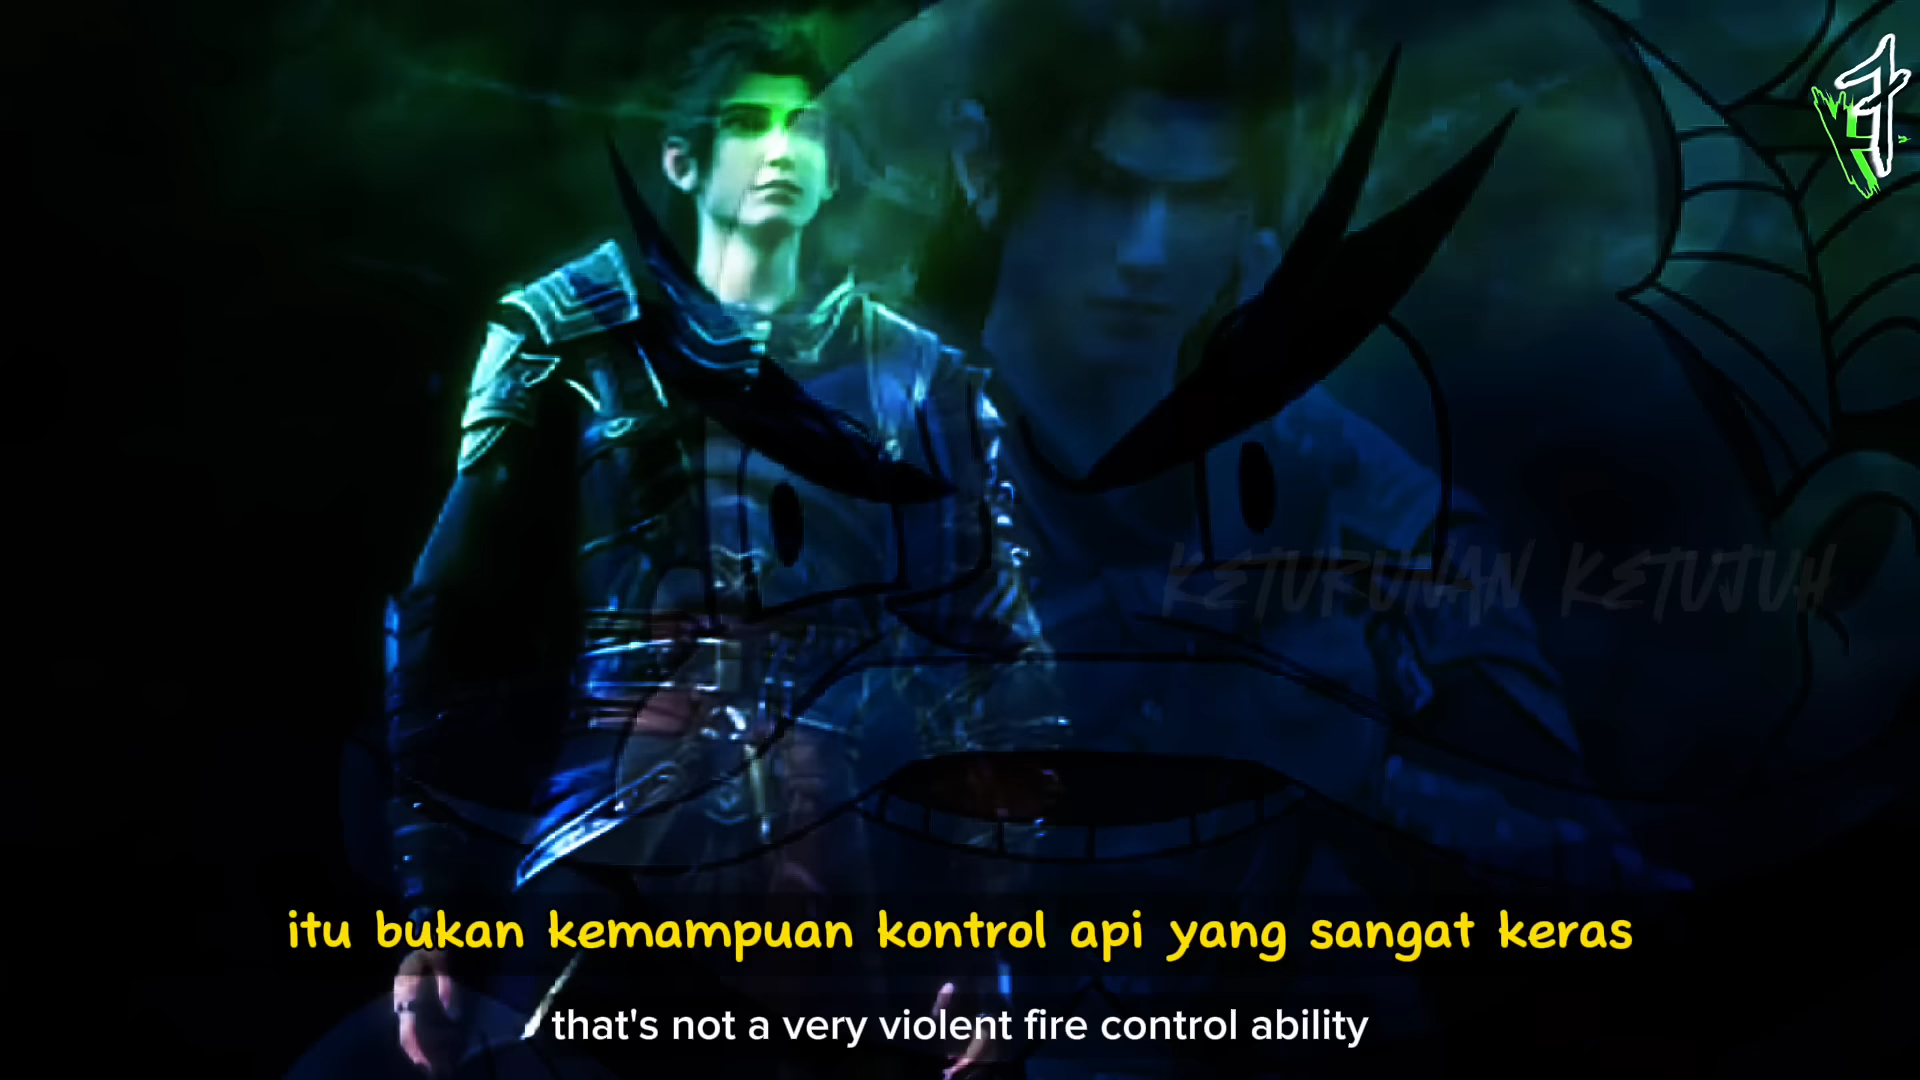 KETURUNAN KETUJUH
itu bukan kemampuan kontrol api yang sangat keras
that's not a very violent fire control ability